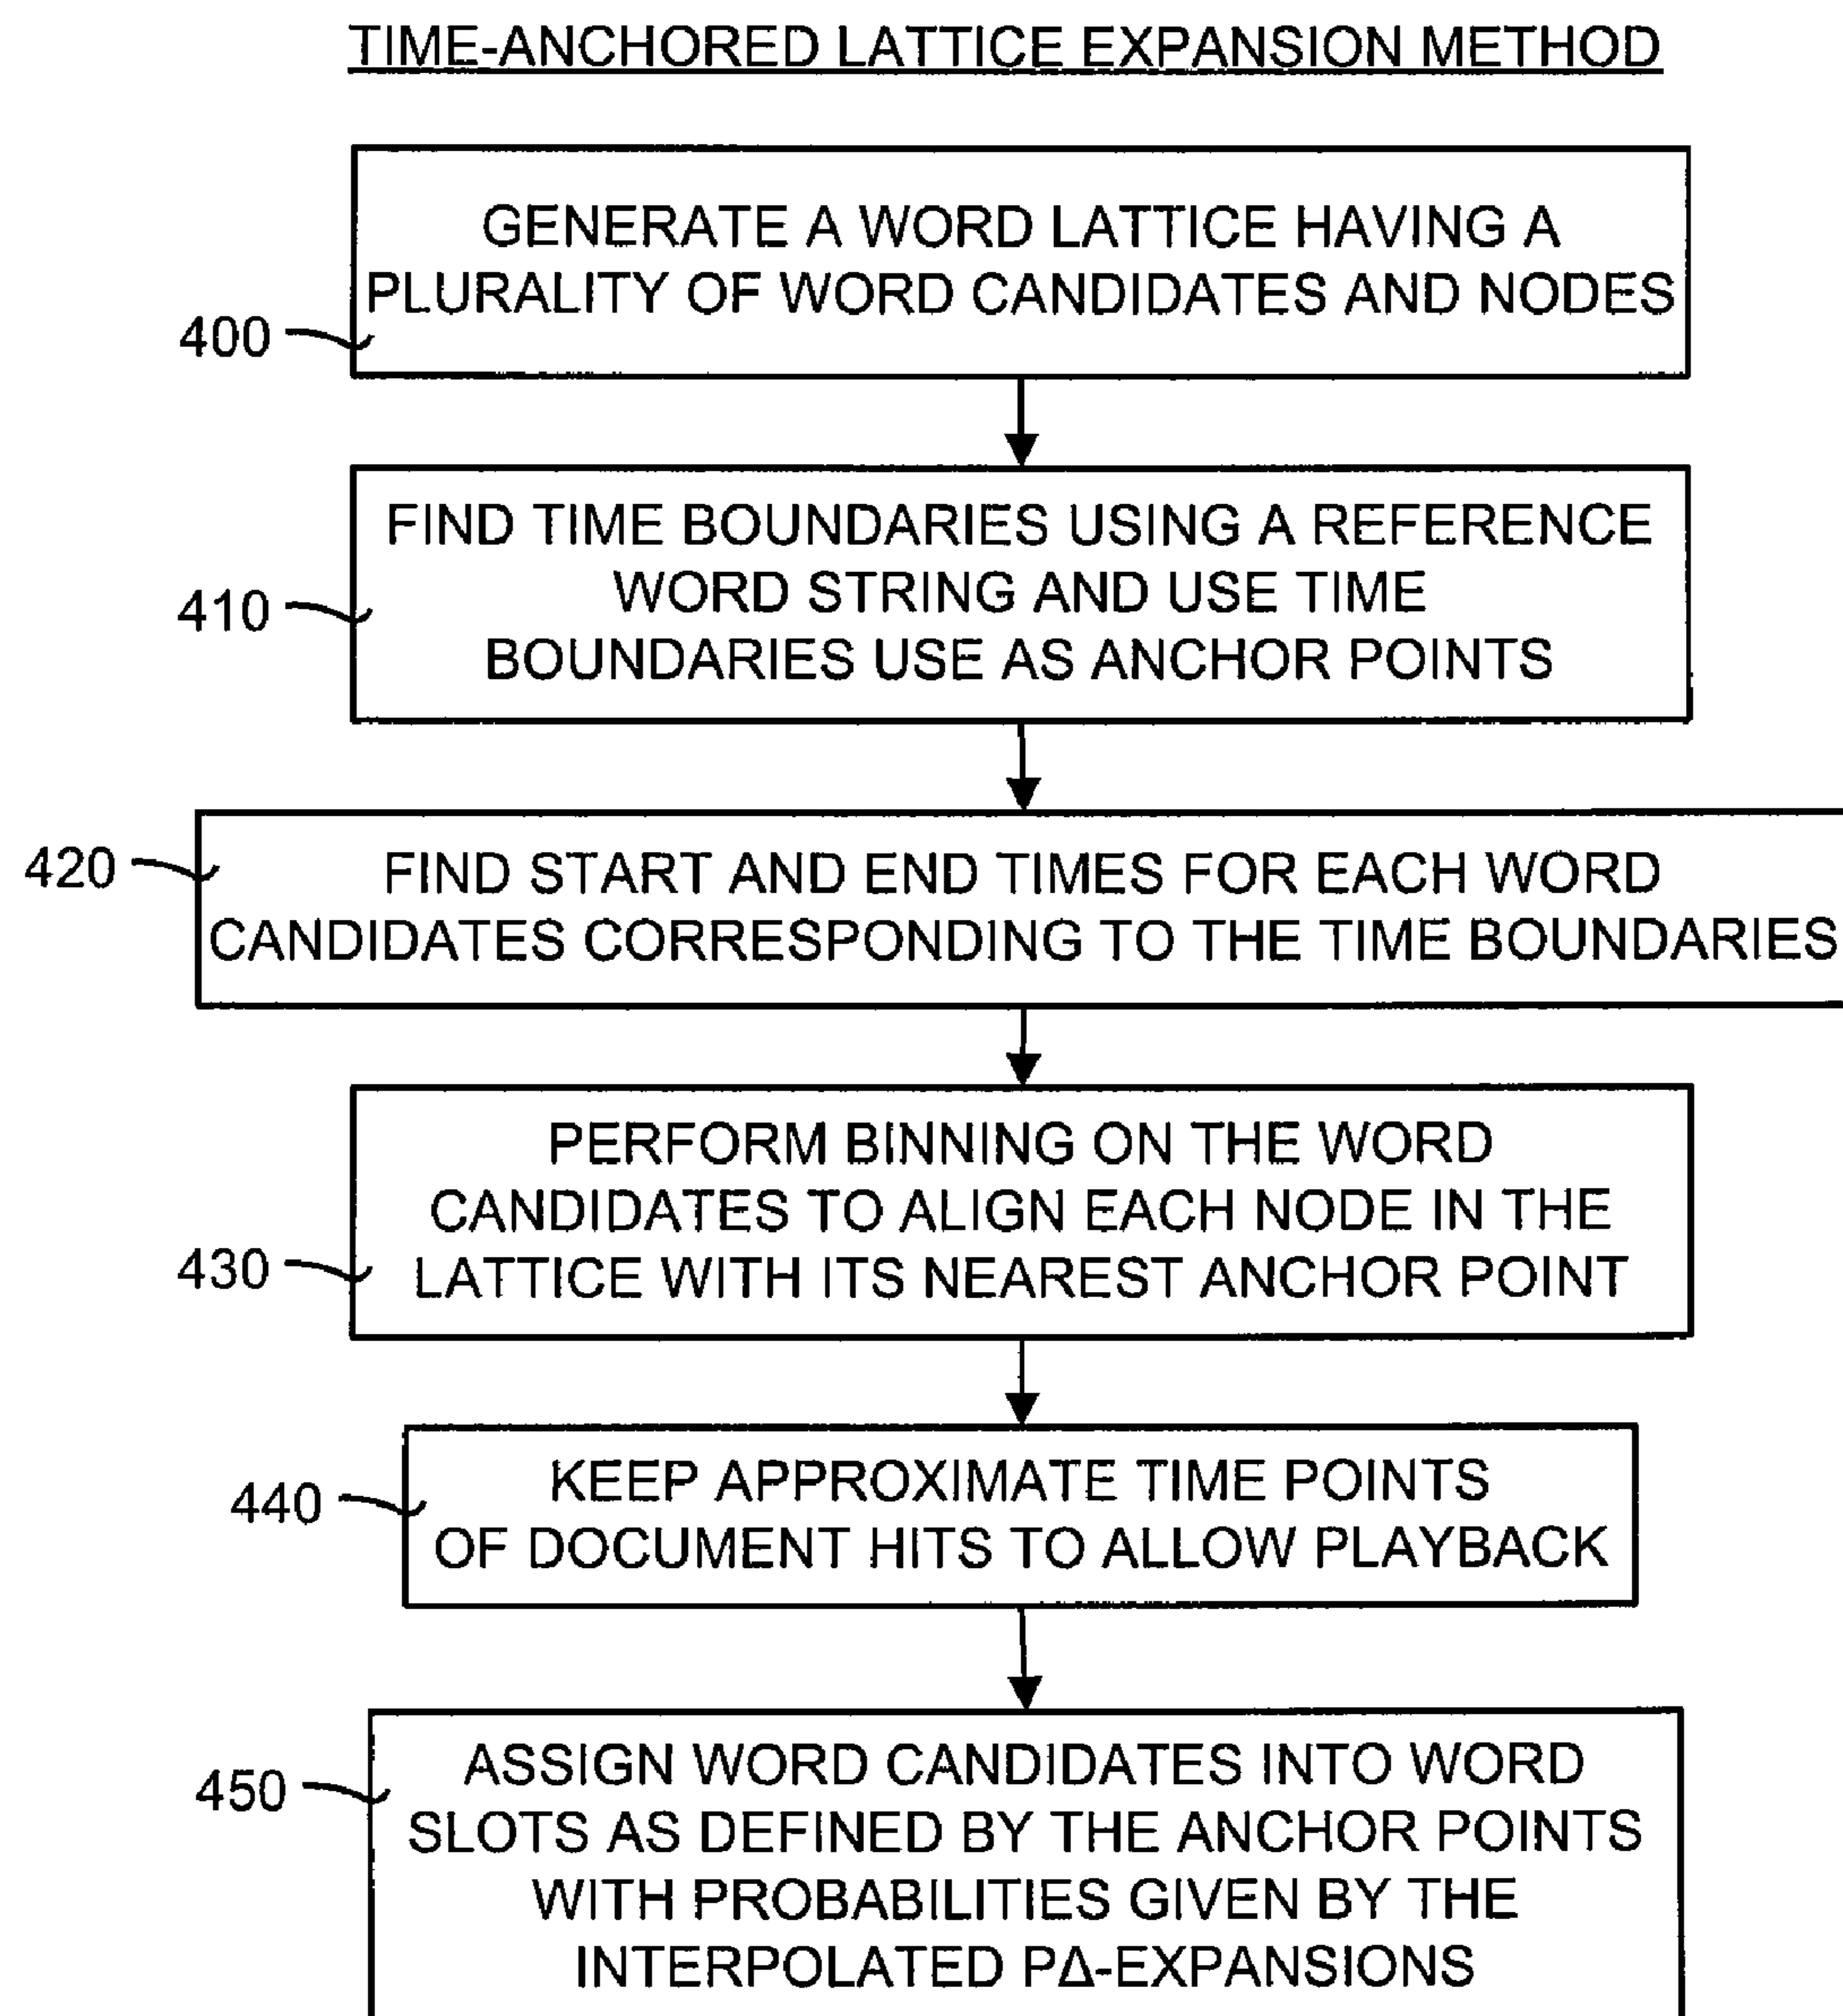 TIME-ANCHORED LATTICE EXPANSION METHOD
GENERATE A WORD LATTICE HAVING A
PLURALITY OF WORD CANDIDATES AND NODES
400
FIND TIME BOUNDARIES USING A REFERENCE
WORD STRING AND USE TIME
BOUNDARIES USE AS ANCHOR POINTS
410
420
FIND START AND END TIMES FOR EACH WORD
CANDIDATES CORRESPONDING TO THE TIME BOUNDARIES
PERFORM BINNING ON THE WORD
CANDIDATES TO ALIGN EACH NODE IN THE
LATTICE WITH ITS NEAREST ANCHOR POINT
430
KEEP APPROXIMATE TIME POINTS
OF DOCUMENT HITS TO ALLOW PLAYBACK
440
ASSIGN WORD CANDIDATES INTO WORD
SLOTS AS DEFINED BY THE ANCHOR POINTS
WITH PROBABILITIES GIVEN BY THE
INTERPOLATED PΔ-EXPANSIONS
450